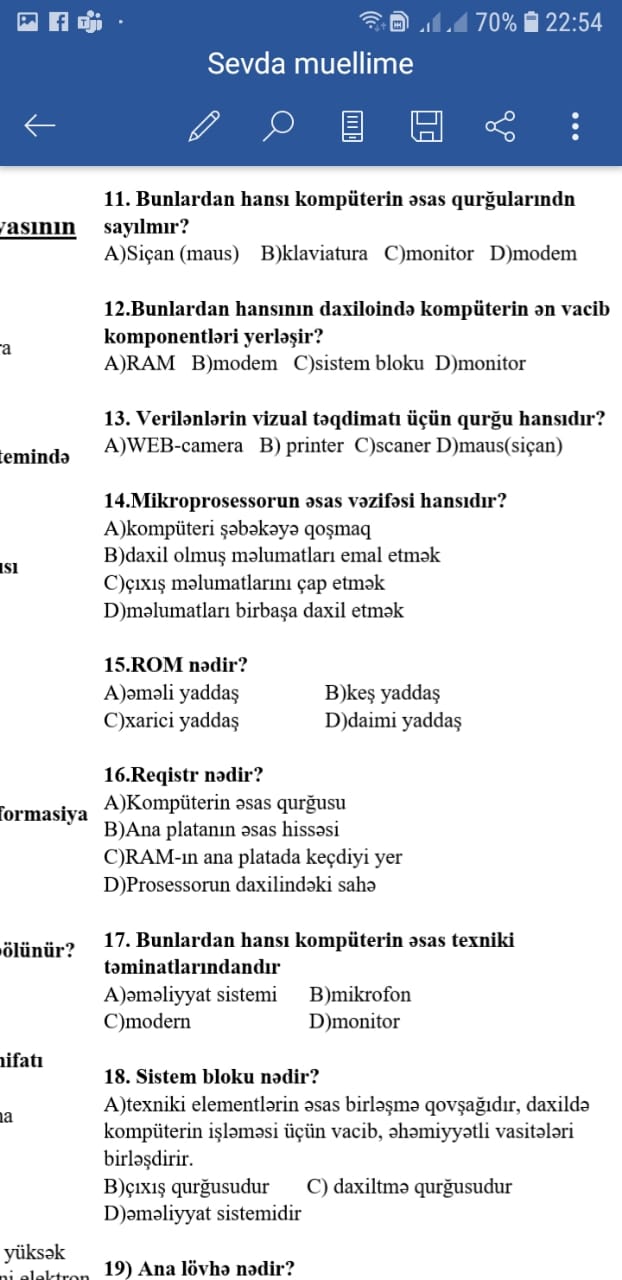 70% 22:54
Sevda muellime
11. Bunlardan hansı kompüterin əsas qurğularındn
yasının sayılmır?
A)Siçan (maus) B)klaviatura C)monitor D)modem
12.Bunlardan hansının daxiloində kompüterin ən vacib
komponentləri yerləşir?
A)RAM B)modem C)sistem bloku D)monitor
13. Verilənlərin vizual təqdimatı üçün qurğu hansıdır?
A)WEB-camera B) printer C)scaner D)maus(siçan)
temində
14.Mikroprosessorun əsas vəzifəsi hansıdır?
A)kompüteri şəbəkəyə qoşmaq
B)daxil olmuş məlumatları emal etmək
C)çıxış məlumatlarını çap etmək
D)məlumatları birbaşa daxil etmək
15.ROM nədir?
A)əməli yaddaş B)keş yaddaş
C)xarici yaddaş D)daimi yaddaş
16.Reqistr nədir?
A)Kompüterin əsas qurğusu
formasiya
B)Ana platanın əsas hissəsi
C)RAM-ın ana platada keçdiyi yer
D)Prosessorun daxilindəki sahə
17. Bunlardan hansı kompüterin əsas texniki
ölünür?
təminatlarındandır
A)əməliyyat sistemi B)mikrofon
C)modern D)monitor
nifatı
18. Sistem bloku nədir?
A)texniki elementlərin əsas birləşmə qovşağıdır, daxildə
kompüterin işləməsi üçün vacib, əhəmiyyətli vasitələri
birləşdirir.
B)çıxış qurğusudur C) daxiltmə qurğusudur
D)əməliyyat sistemidir
yüksək
19) Ana lövhə nədir?